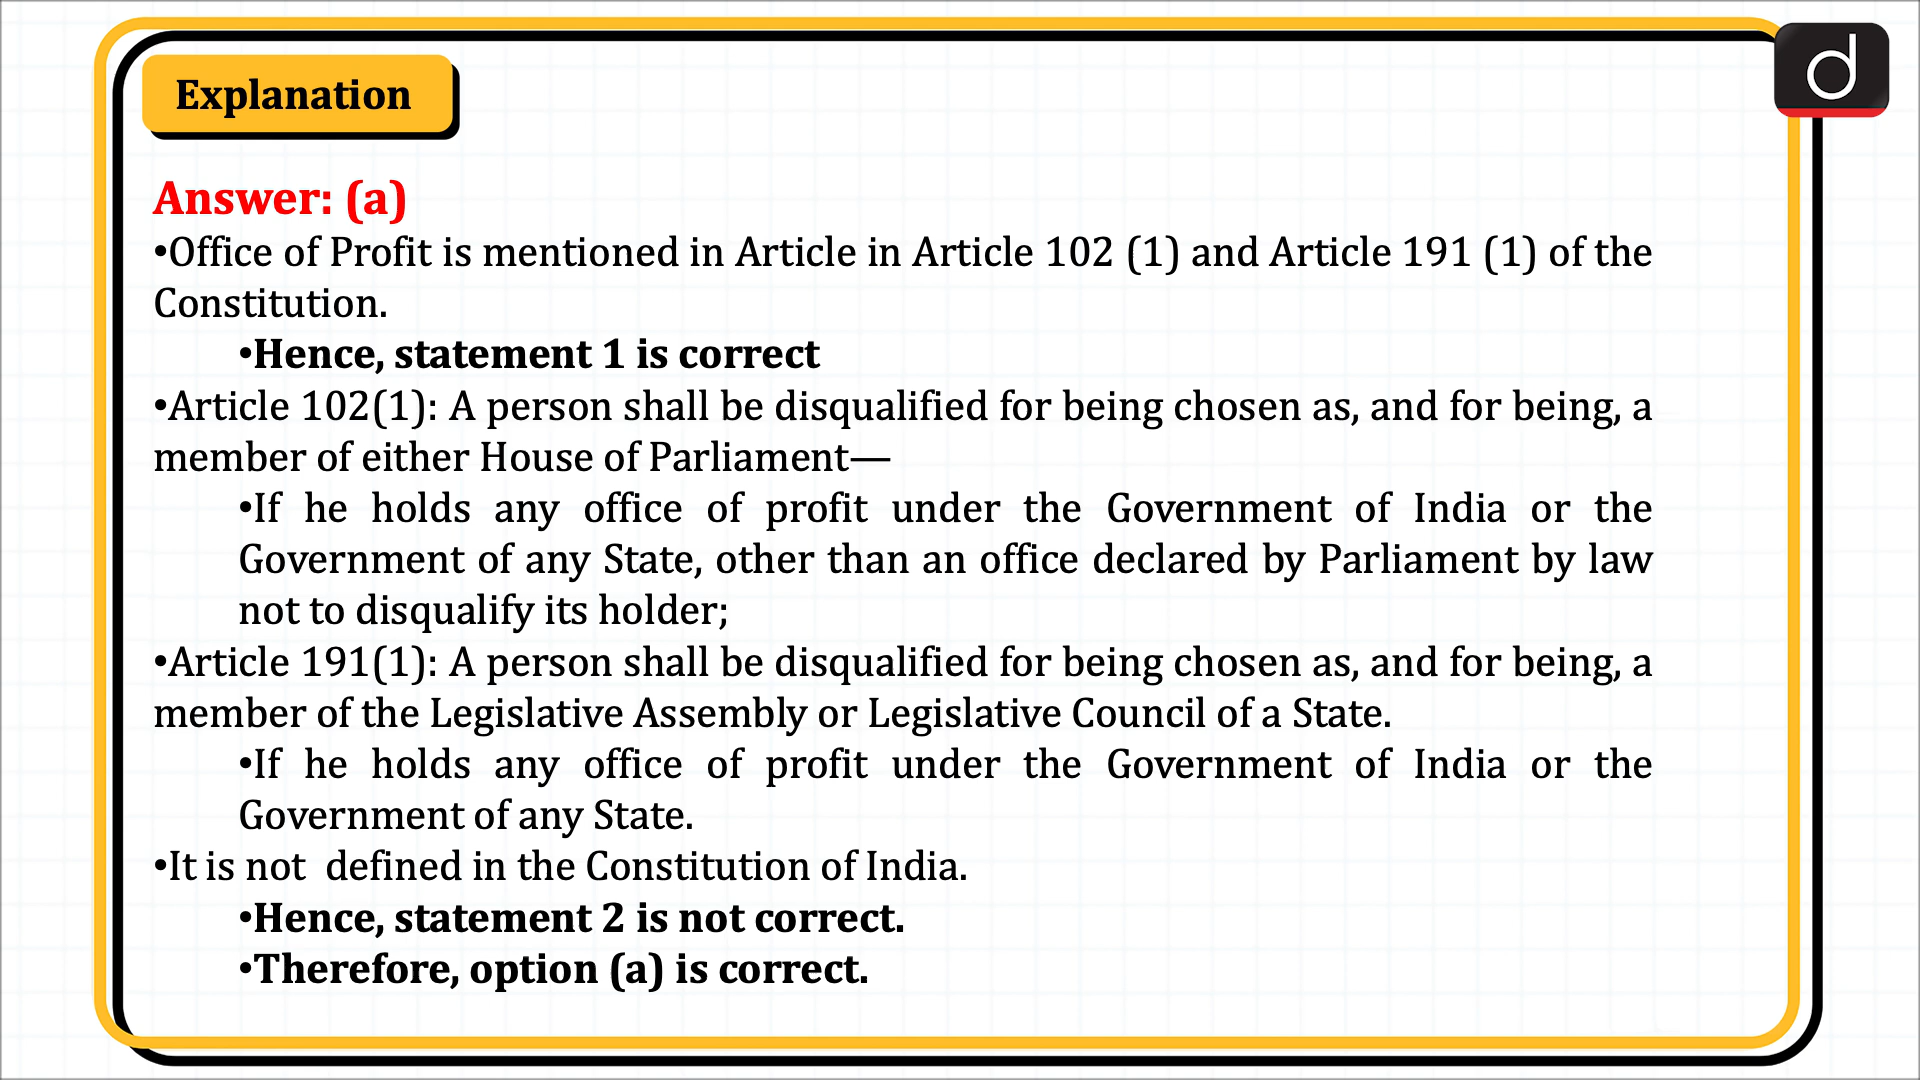 Explanation
d
Answer: (a)
•Office of Profit is mentioned in Article in Article 102 (1) and Article 191 (1) of the
Constitution.
•Hence, statement 1 is correct
•Article 102(1): A person shall be disqualified for being chosen as, and for being, a
member of either House of Parliament—
•If he holds any office of profit under the Government of India or the
Government of any State, other than an office declared by Parliament by law
not to disqualify its holder;
•Article 191(1): A person shall be disqualified for being chosen as, and for being, a
member of the Legislative Assembly or Legislative Council of a State.
•If he holds any office of profit under the Government of India or the
Government of any State.
•It is not  defined in the Constitution of India.
•Hence, statement 2 is not correct.
•Therefore, option (a) is correct.